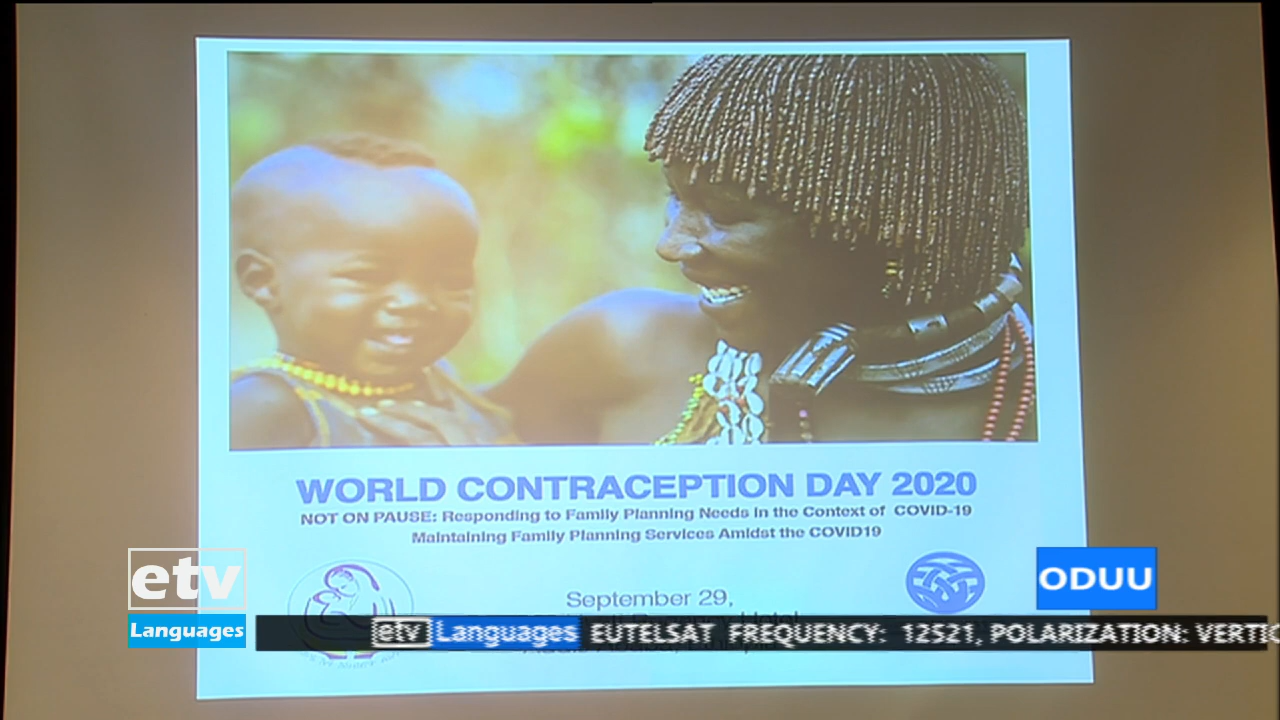 WORLD CONTRACEPTION DAY 2020
NOT ON PAUSE: Responding to Family Planning Needs in the Context of COVID-19
Maintaining Family Planning Services Amidst the COVID19
September 29,
etv
Languages
ODUU
etv Languages EUTELSAT FREQUENCY: 12521, POLARIZATION: